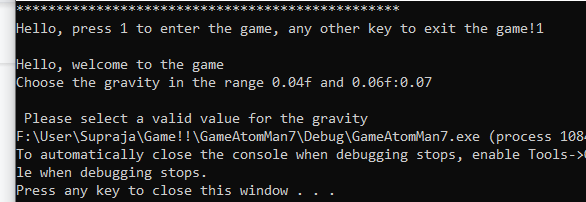 ************************************************
Hello, press 1 to enter the game, any other key to exit the game!1
Hello, welcome to the game
Choose the gravity in the range 0.04f and 0.06f:0.07
Please select a valid value for the gravity
F:\User\Supraja\Game!!\GameAtomMan7\Debug\GameAtomMan7.exe (process 108
To automatically close the console when debugging stops, enable Tools->
le when debugging stops.
Press any key to close this window . . .